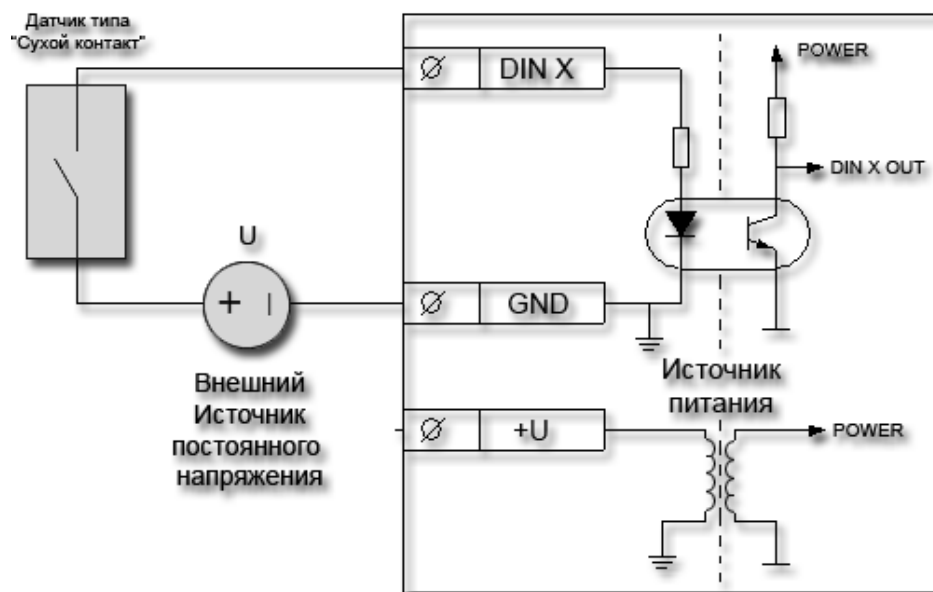 Датчик типа
"Сухой контакт"
DIN X
POWER
DIN X OUT
U
+ –
GND
Внешний
Источник
постоянного
напряжения
Источник
питания
+U
POWER